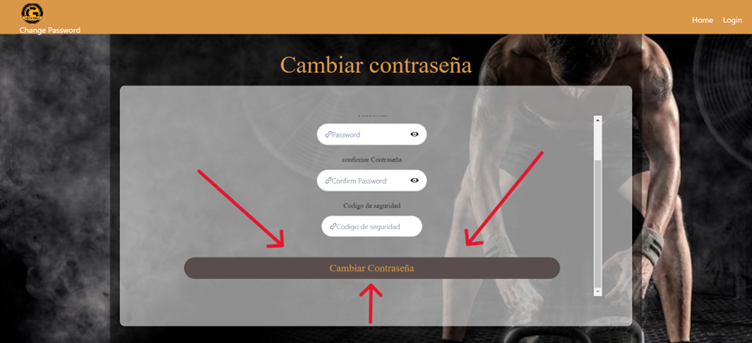 Change Password
Home
Login
Cambiar contraseña
Password
confirmar Contraseña
Confirm Password
Codigo de seguridad
Codigo de seguridad
Cambiar Contraseña